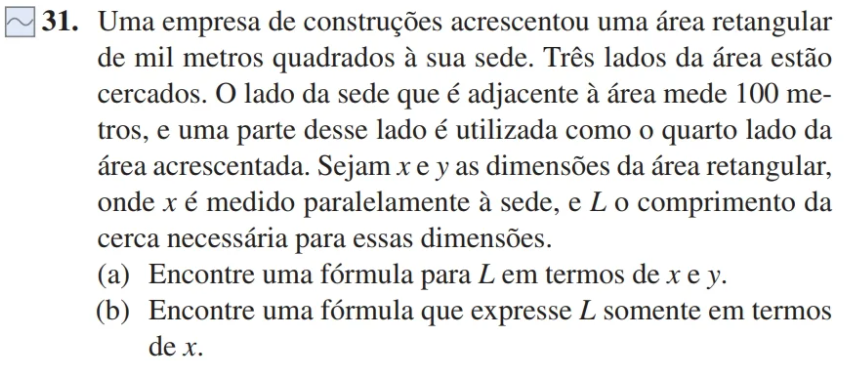 31. Uma empresa de construções acrescentou uma área retangular
de mil metros quadrados à sua sede. Três lados da área estão
cercados. O lado da sede que é adjacente à área mede 100 me-
tros, e uma parte desse lado é utilizada como o quarto lado da
área acrescentada. Sejam x e y as dimensões da área retangular,
onde x é medido paralelamente à sede, e L o comprimento da
cerca necessária para essas dimensões.
(a) Encontre uma fórmula para L em termos de x e y.
(b) Encontre uma fórmula que expresse L somente em termos
de x.